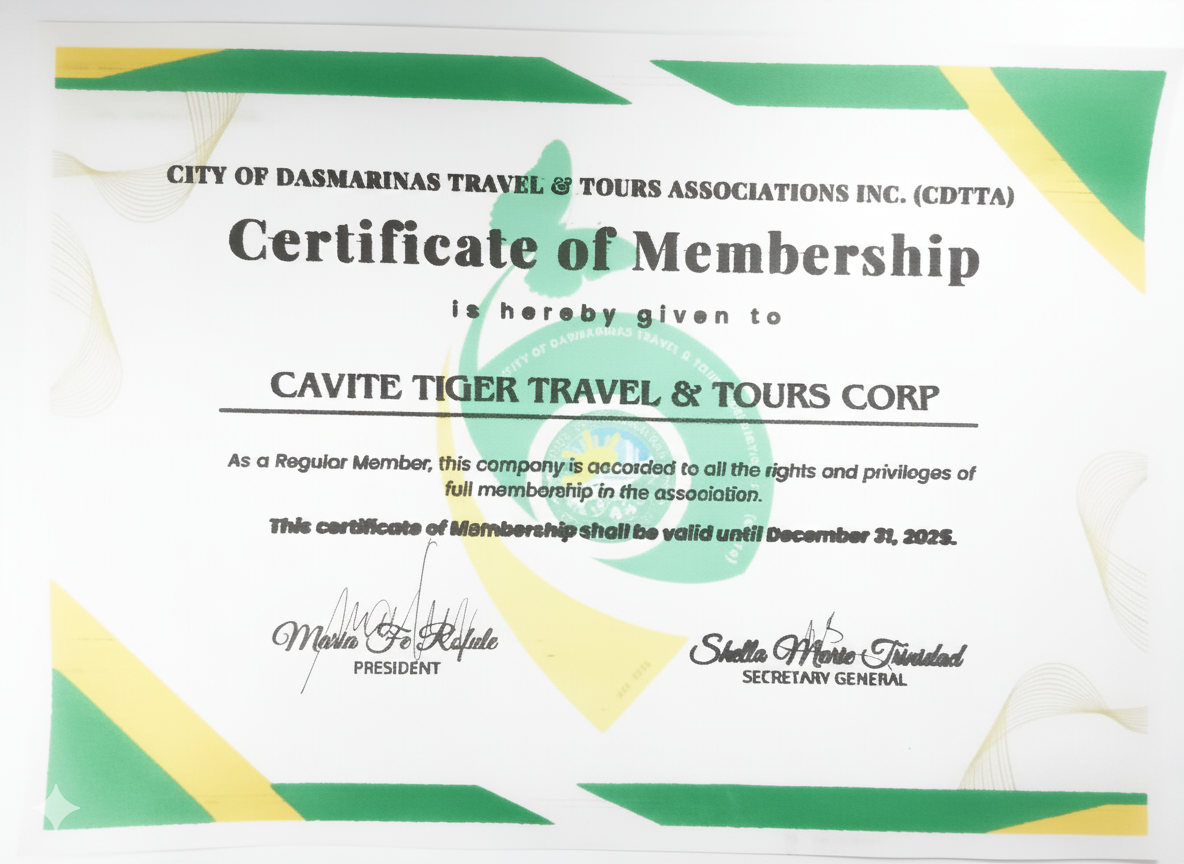 CITY OF DASMARINAS TRAVEL & TOURS ASSOCIATIONS INC. (CDTTA)
Certificate of Membership
is hereby given to
CAVITE TIGER TRAVEL & TOURS CORP
As a Regular Member, this company is accorded to all the rights and privileges of
full membership in the association.
This certificate of Membership shall be valid until December 31, 2025.
Maria Fe
PRESIDENT
Shella Marie Trinidad
SECRETARY GENERAL